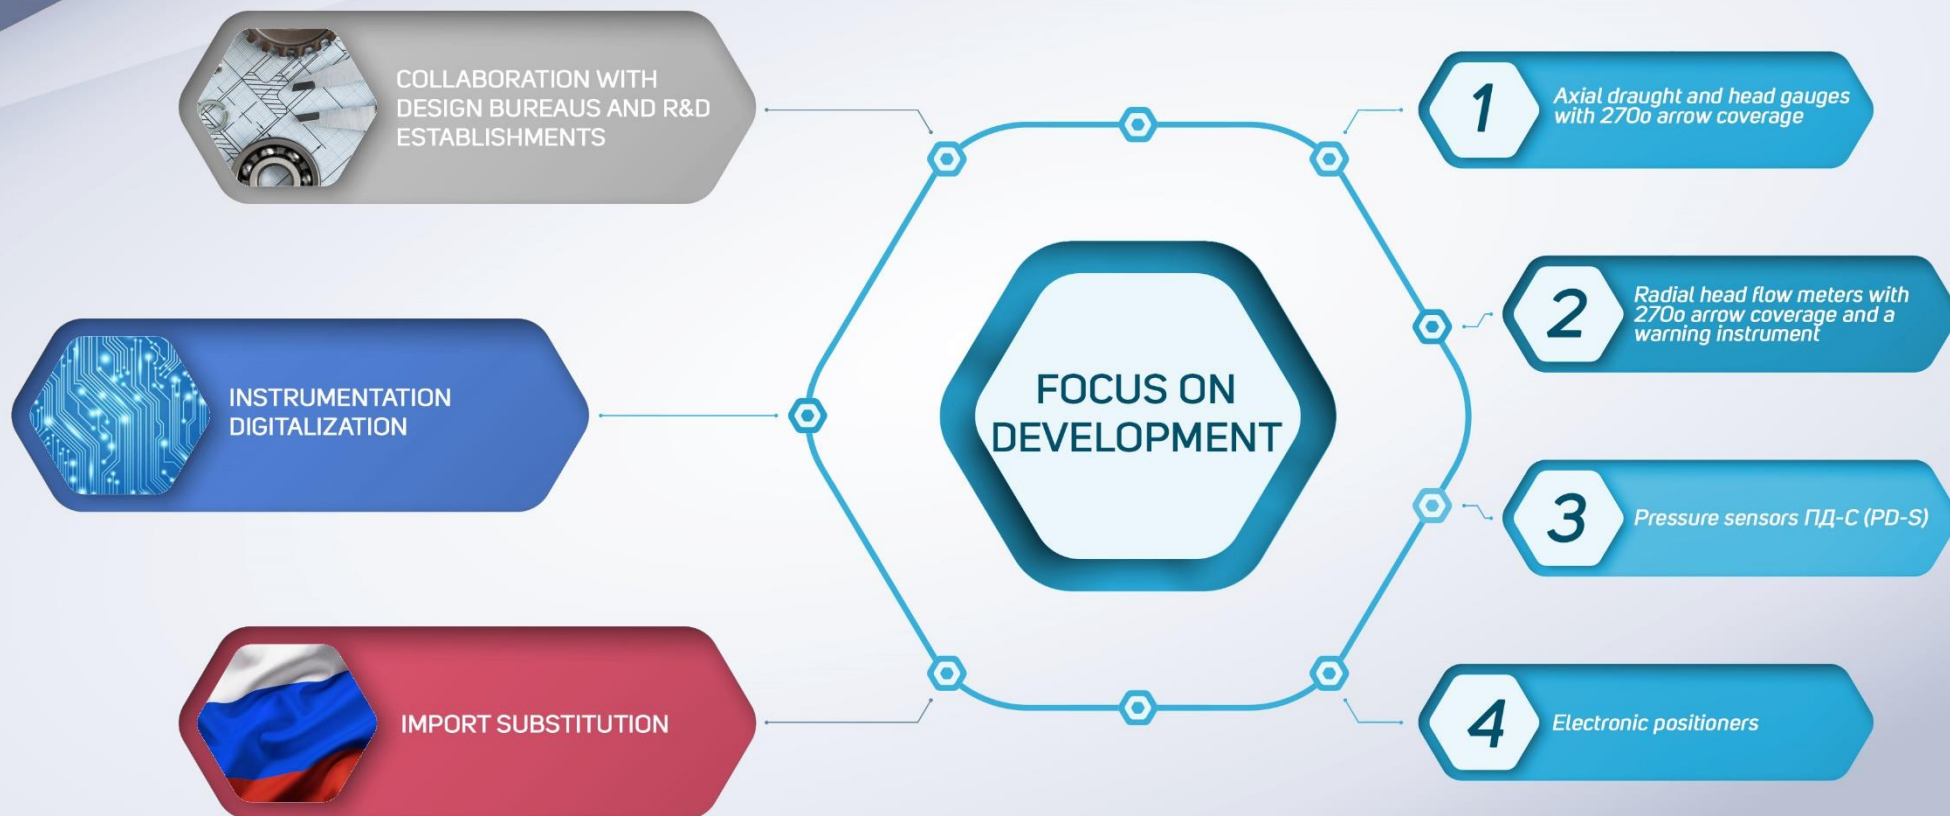 COLLABORATION WITH
DESIGN BUREAUS AND R&D
ESTABLISHMENTS
INSTRUMENTATION
DIGITALIZATION
IMPORT SUBSTITUTION
FOCUS ON
DEVELOPMENT
1
Axial draught and head gauges
with 270o arrow coverage
2
Radial head flow meters with
270o arrow coverage and a
warning instrument
3
Pressure sensors ПД-С (PD-S)
4
Electronic positioners